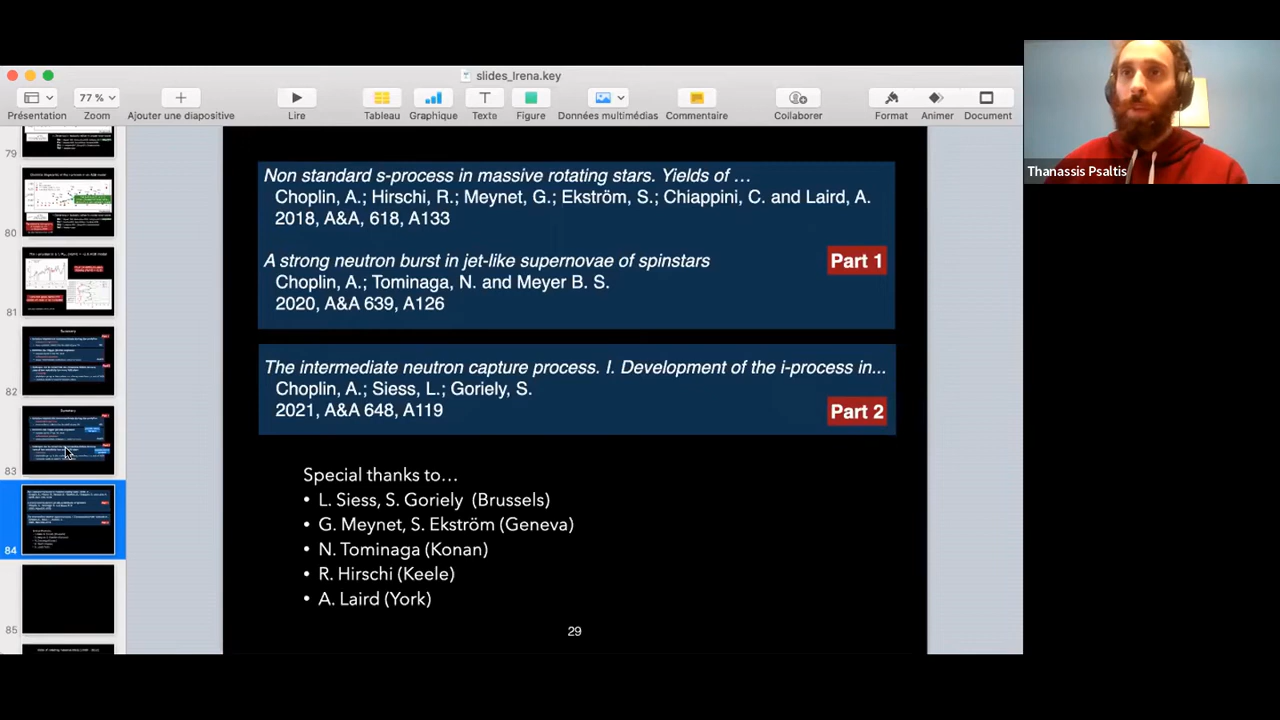 slides_Irena.key
77 %
Présentation
Zoom
Ajouter une diapositive
Lire
Tableau
Graphique
Texte
Figure
Données multimédias
Commentaire
Collaborer
Format
Animer
Document
Thanassis Psaltis
79
80
81
82
83
84
85
Summary
Summary
Non standard s-process in massive rotating stars. Yields of …
Choplin, A.; Hirschi, R.; Meynet, G.; Ekström, S.; Chiappini, C. and Laird, A.
2018, A&A, 618, A133
A strong neutron burst in jet-like supernovae of spinstars
Part 1
Choplin, A.; Tominaga, N. and Meyer B. S.
2020, A&A 639, A126
The intermediate neutron capture process. I. Development of the i-process in...
Choplin, A.; Siess, L.; Goriely, S.
2021, A&A 648, A119
Part 2
Special thanks to…
• L. Siess, S. Goriely (Brussels)
• G. Meynet, S. Ekström (Geneva)
• N. Tominaga (Konan)
• R. Hirschi (Keele)
• A. Laird (York)
29